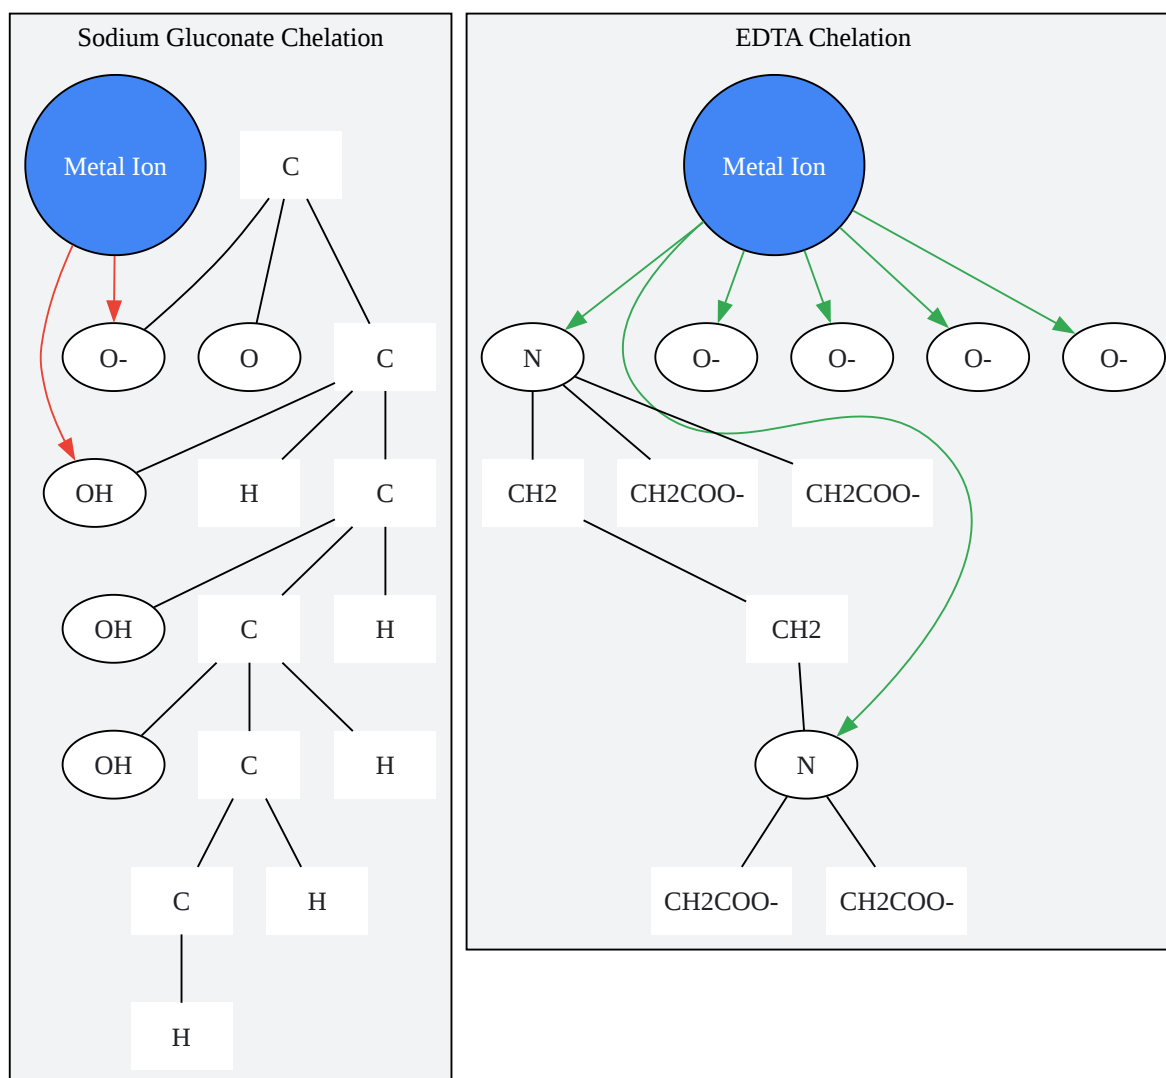 Sodium Gluconate Chelation
Metal Ion
C
O-
O
C
OH
H
C
OH
C
H
OH
C
H
C
H
H
EDTA Chelation
Metal Ion
N
O-
O-
O-
O-
CH2
CH2COO-
CH2COO-
CH2
N
CH2COO-
CH2COO-